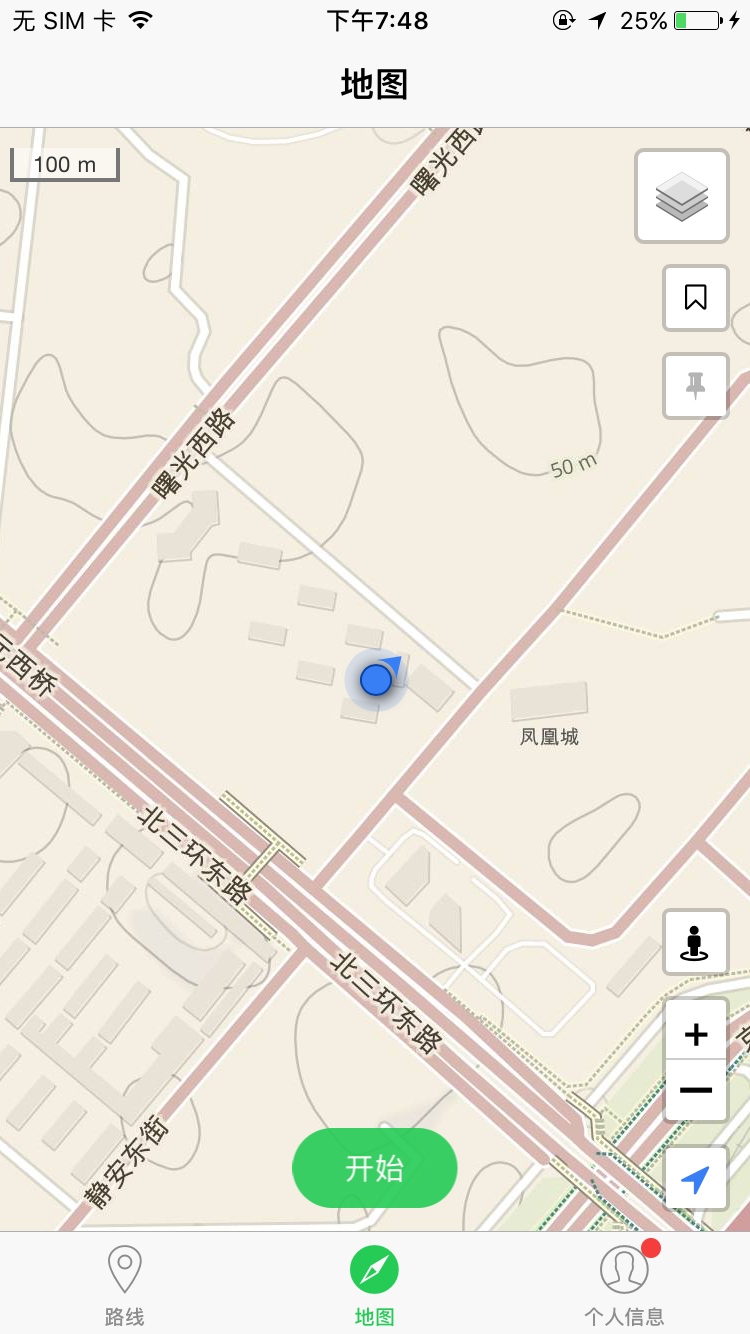 无 SIM 卡
下午7:48
25%
地图
100 m
曙光西路
曙光西路
50 m
元西桥
凤凰城
北三环东路
北三环东路
静安东街
开始
路线
地图
个人信息